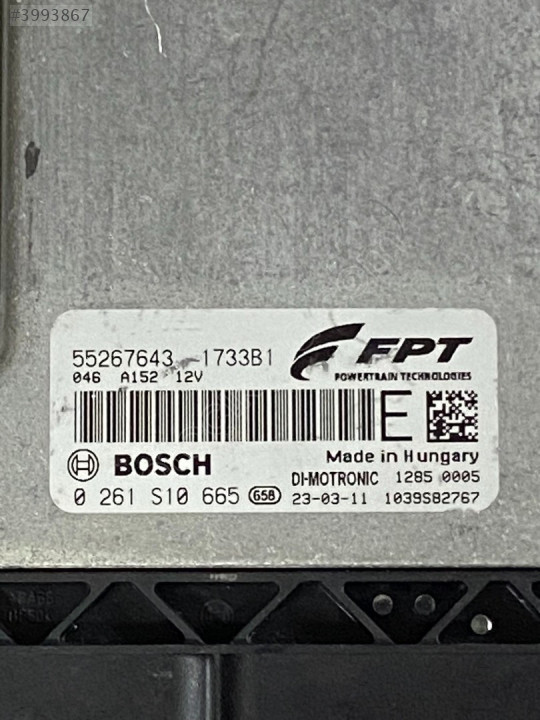 #3993867
55267643 1733B1
046 A152 12V
FPT
POWERTRAIN TECHNOLOGIES
E
Made in Hungary
BOSCH
DI-MOTRONIC 1285 0005
0 261 S10 665 G58 23-03-11 1039S82767